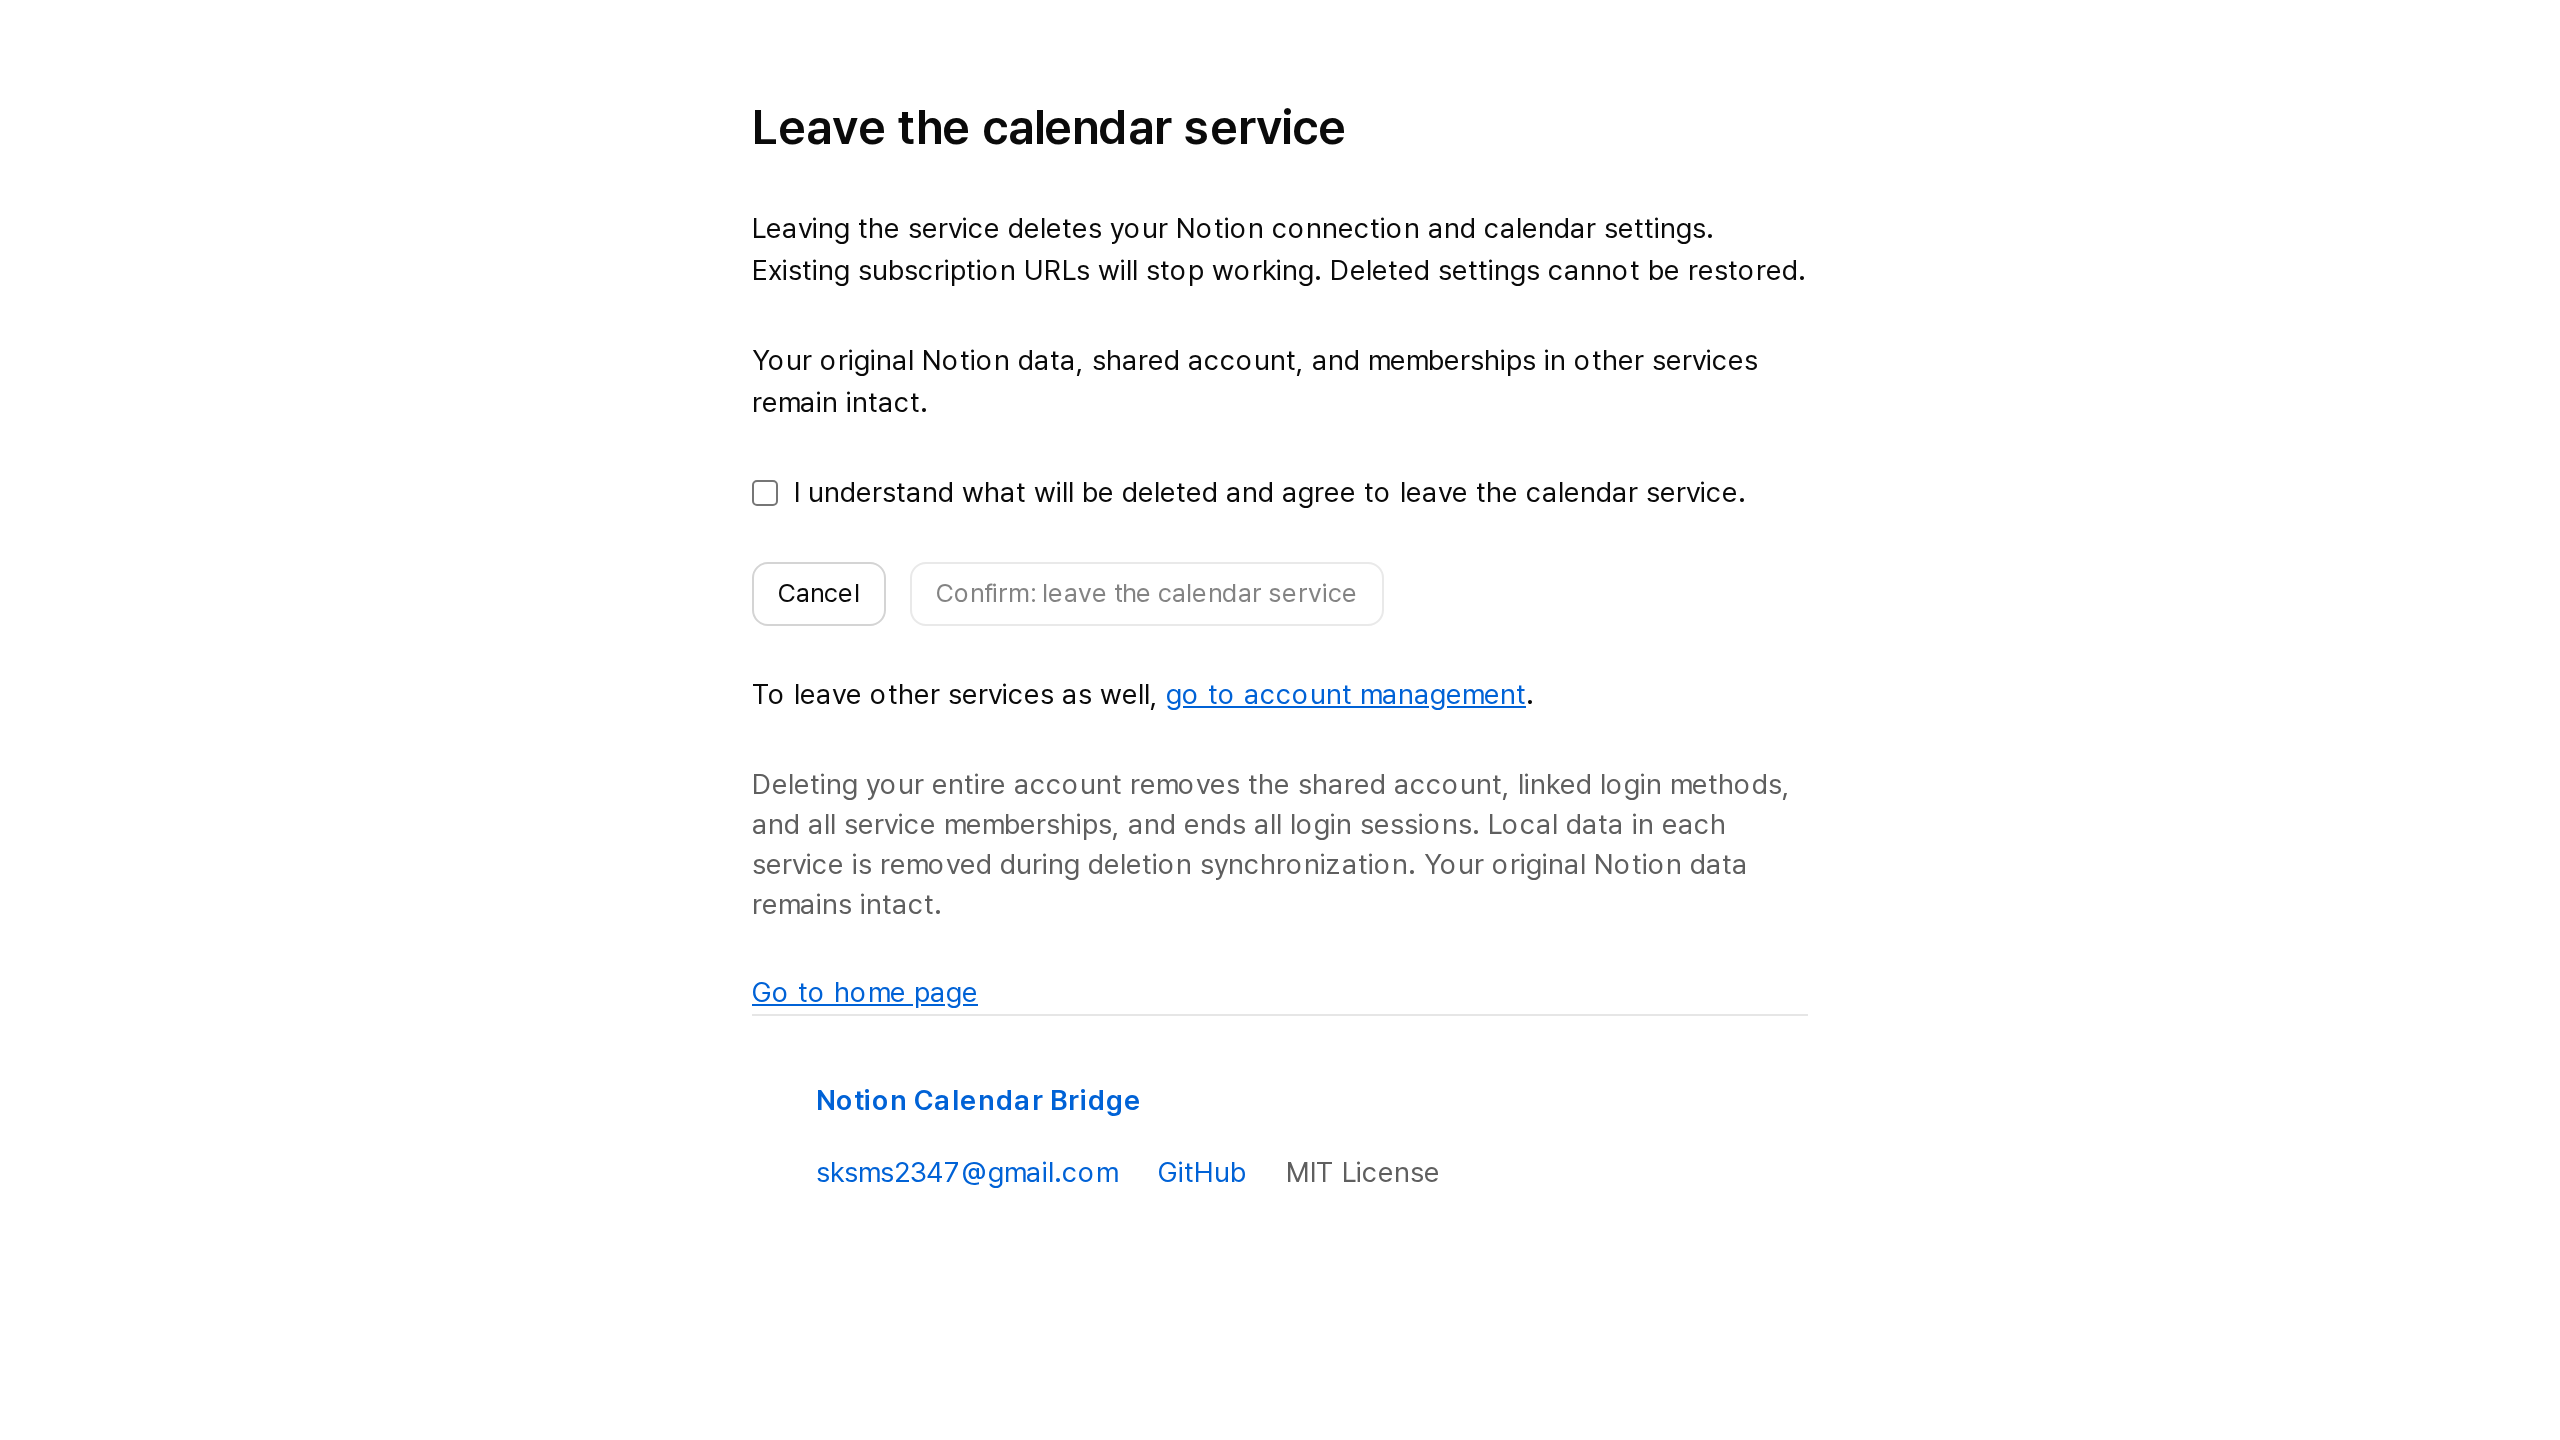 Leave the calendar service
Leaving the service deletes your Notion connection and calendar settings.
Existing subscription URLs will stop working. Deleted settings cannot be restored.
Your original Notion data, shared account, and memberships in other services
remain intact.
I understand what will be deleted and agree to leave the calendar service.
Cancel
Confirm: leave the calendar service
To leave other services as well, go to account management.
Deleting your entire account removes the shared account, linked login methods,
and all service memberships, and ends all login sessions. Local data in each
service is removed during deletion synchronization. Your original Notion data
remains intact.
Go to home page
Notion Calendar Bridge
sksms2347@gmail.com GitHub MIT License